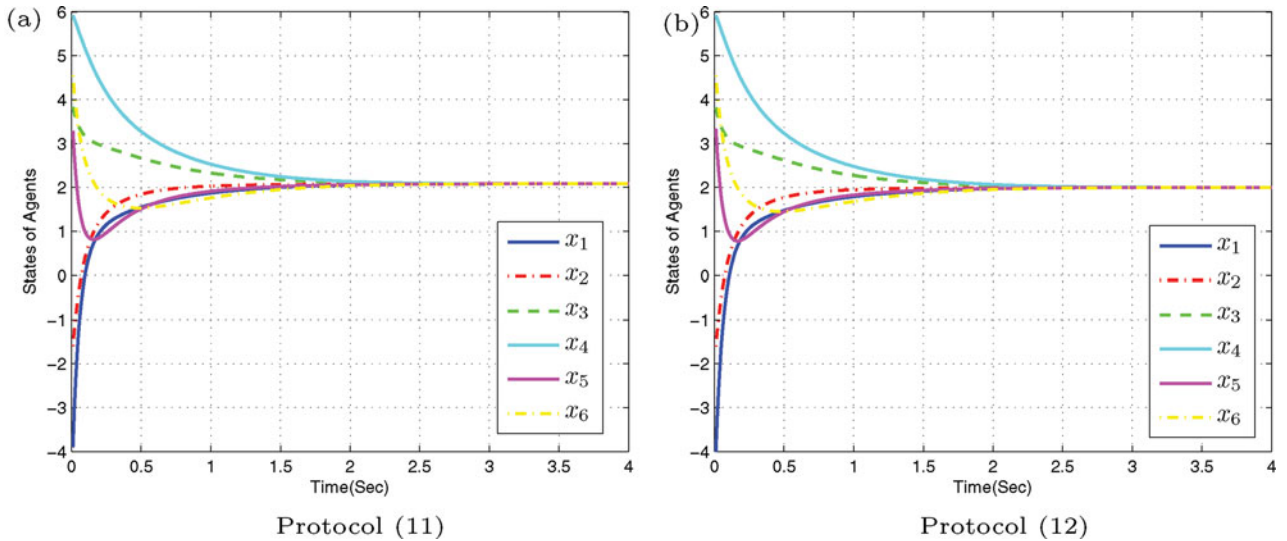 (a)
6
5
4
3
2
1
0
−1
−2
−3
−4
States of Agents
0 0.5 1 1.5 2 2.5 3 3.5 4
Time(Sec)
x1
x2
x3
x4
x5
x6
Protocol (11)
(b)
6
5
4
3
2
1
0
−1
−2
−3
−4
States of Agents
0 0.5 1 1.5 2 2.5 3 3.5 4
Time(Sec)
x1
x2
x3
x4
x5
x6
Protocol (12)